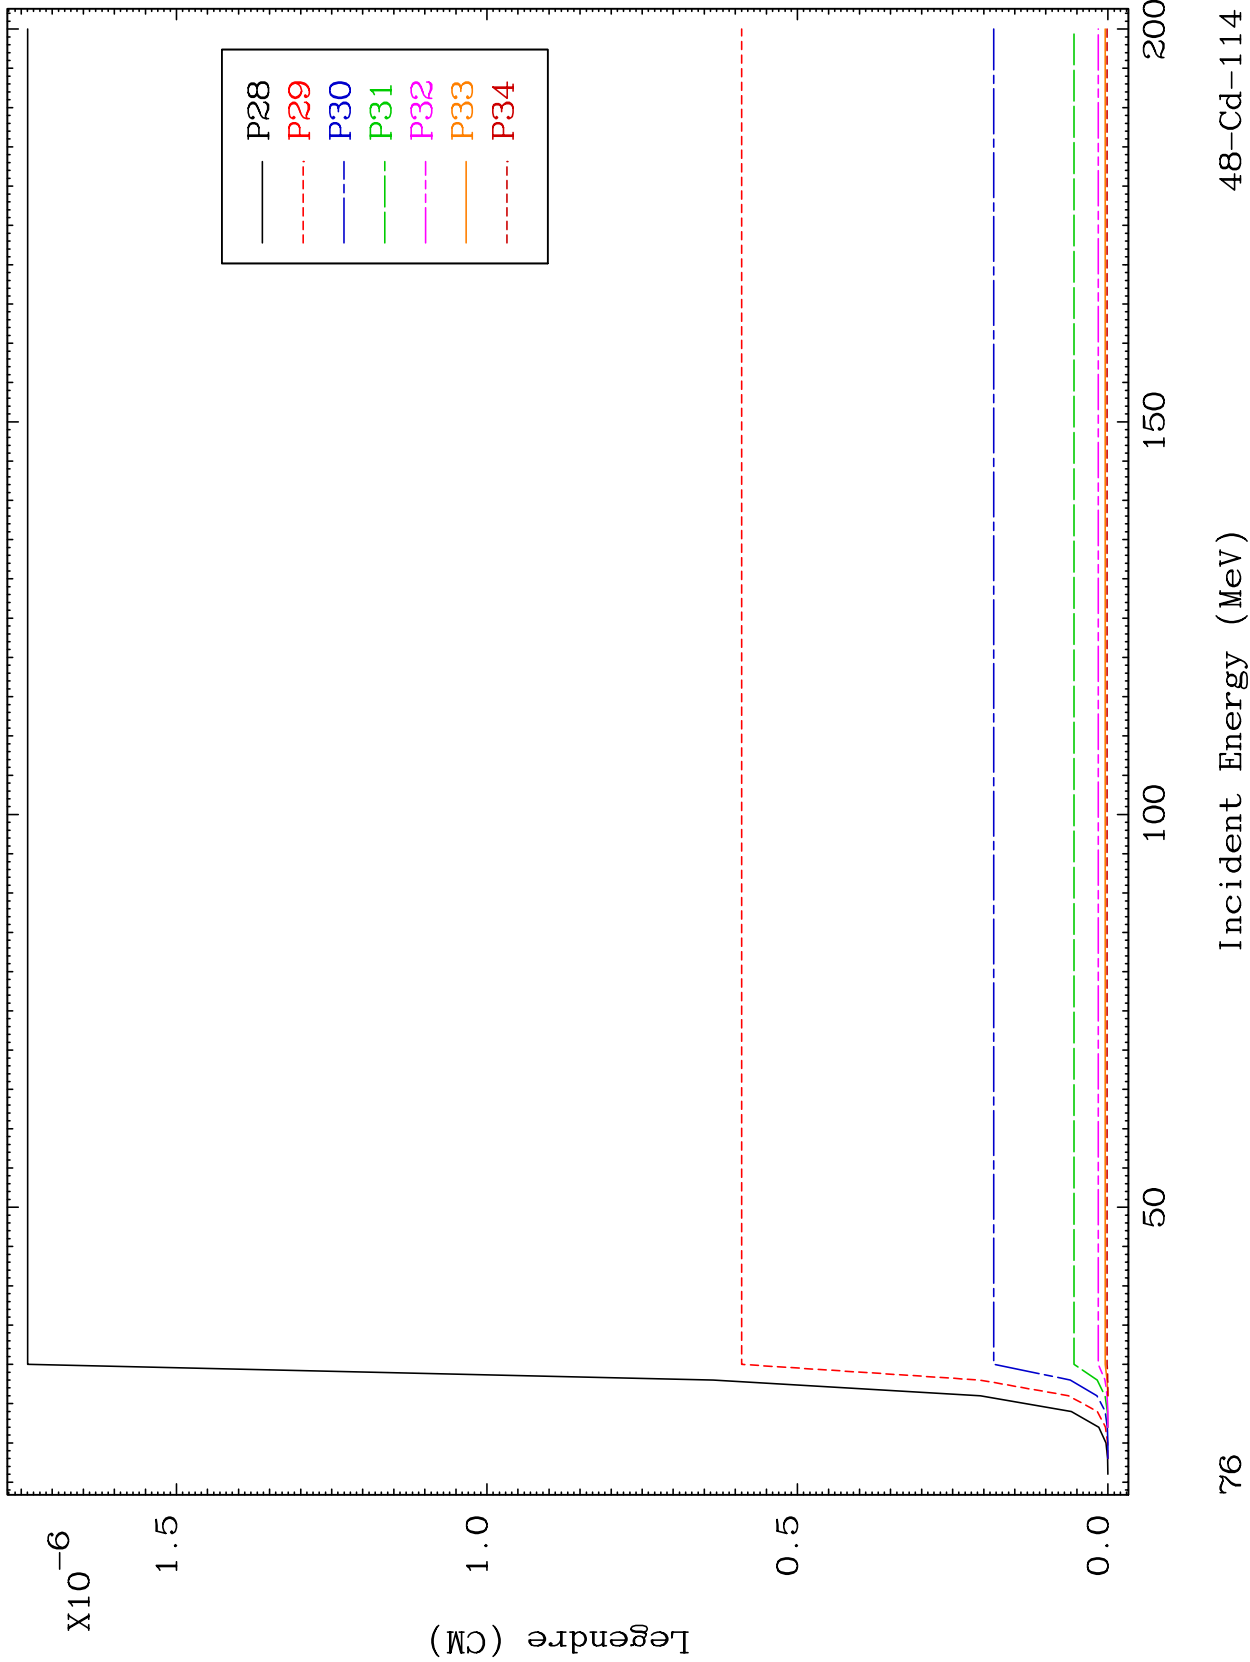 X10⁻⁶
1.5
1.0
0.5
0.0
Legendre (CM)
P28
P29
P30
P31
P32
P33
P34
50
100
150
200
Incident Energy (MeV)
76
48-Cd-114